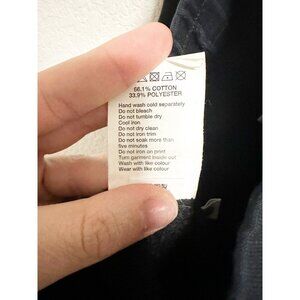 66.1% COTTON
33.9% POLYESTER
Hand wash cold separately
Do not bleach
Do not tumble dry
Cool iron
Do not dry clean
Do not iron trim
Do not soak more than
five minutes
Do not iron on print
Turn garment inside out
Wash with like colour
Wear with like colour